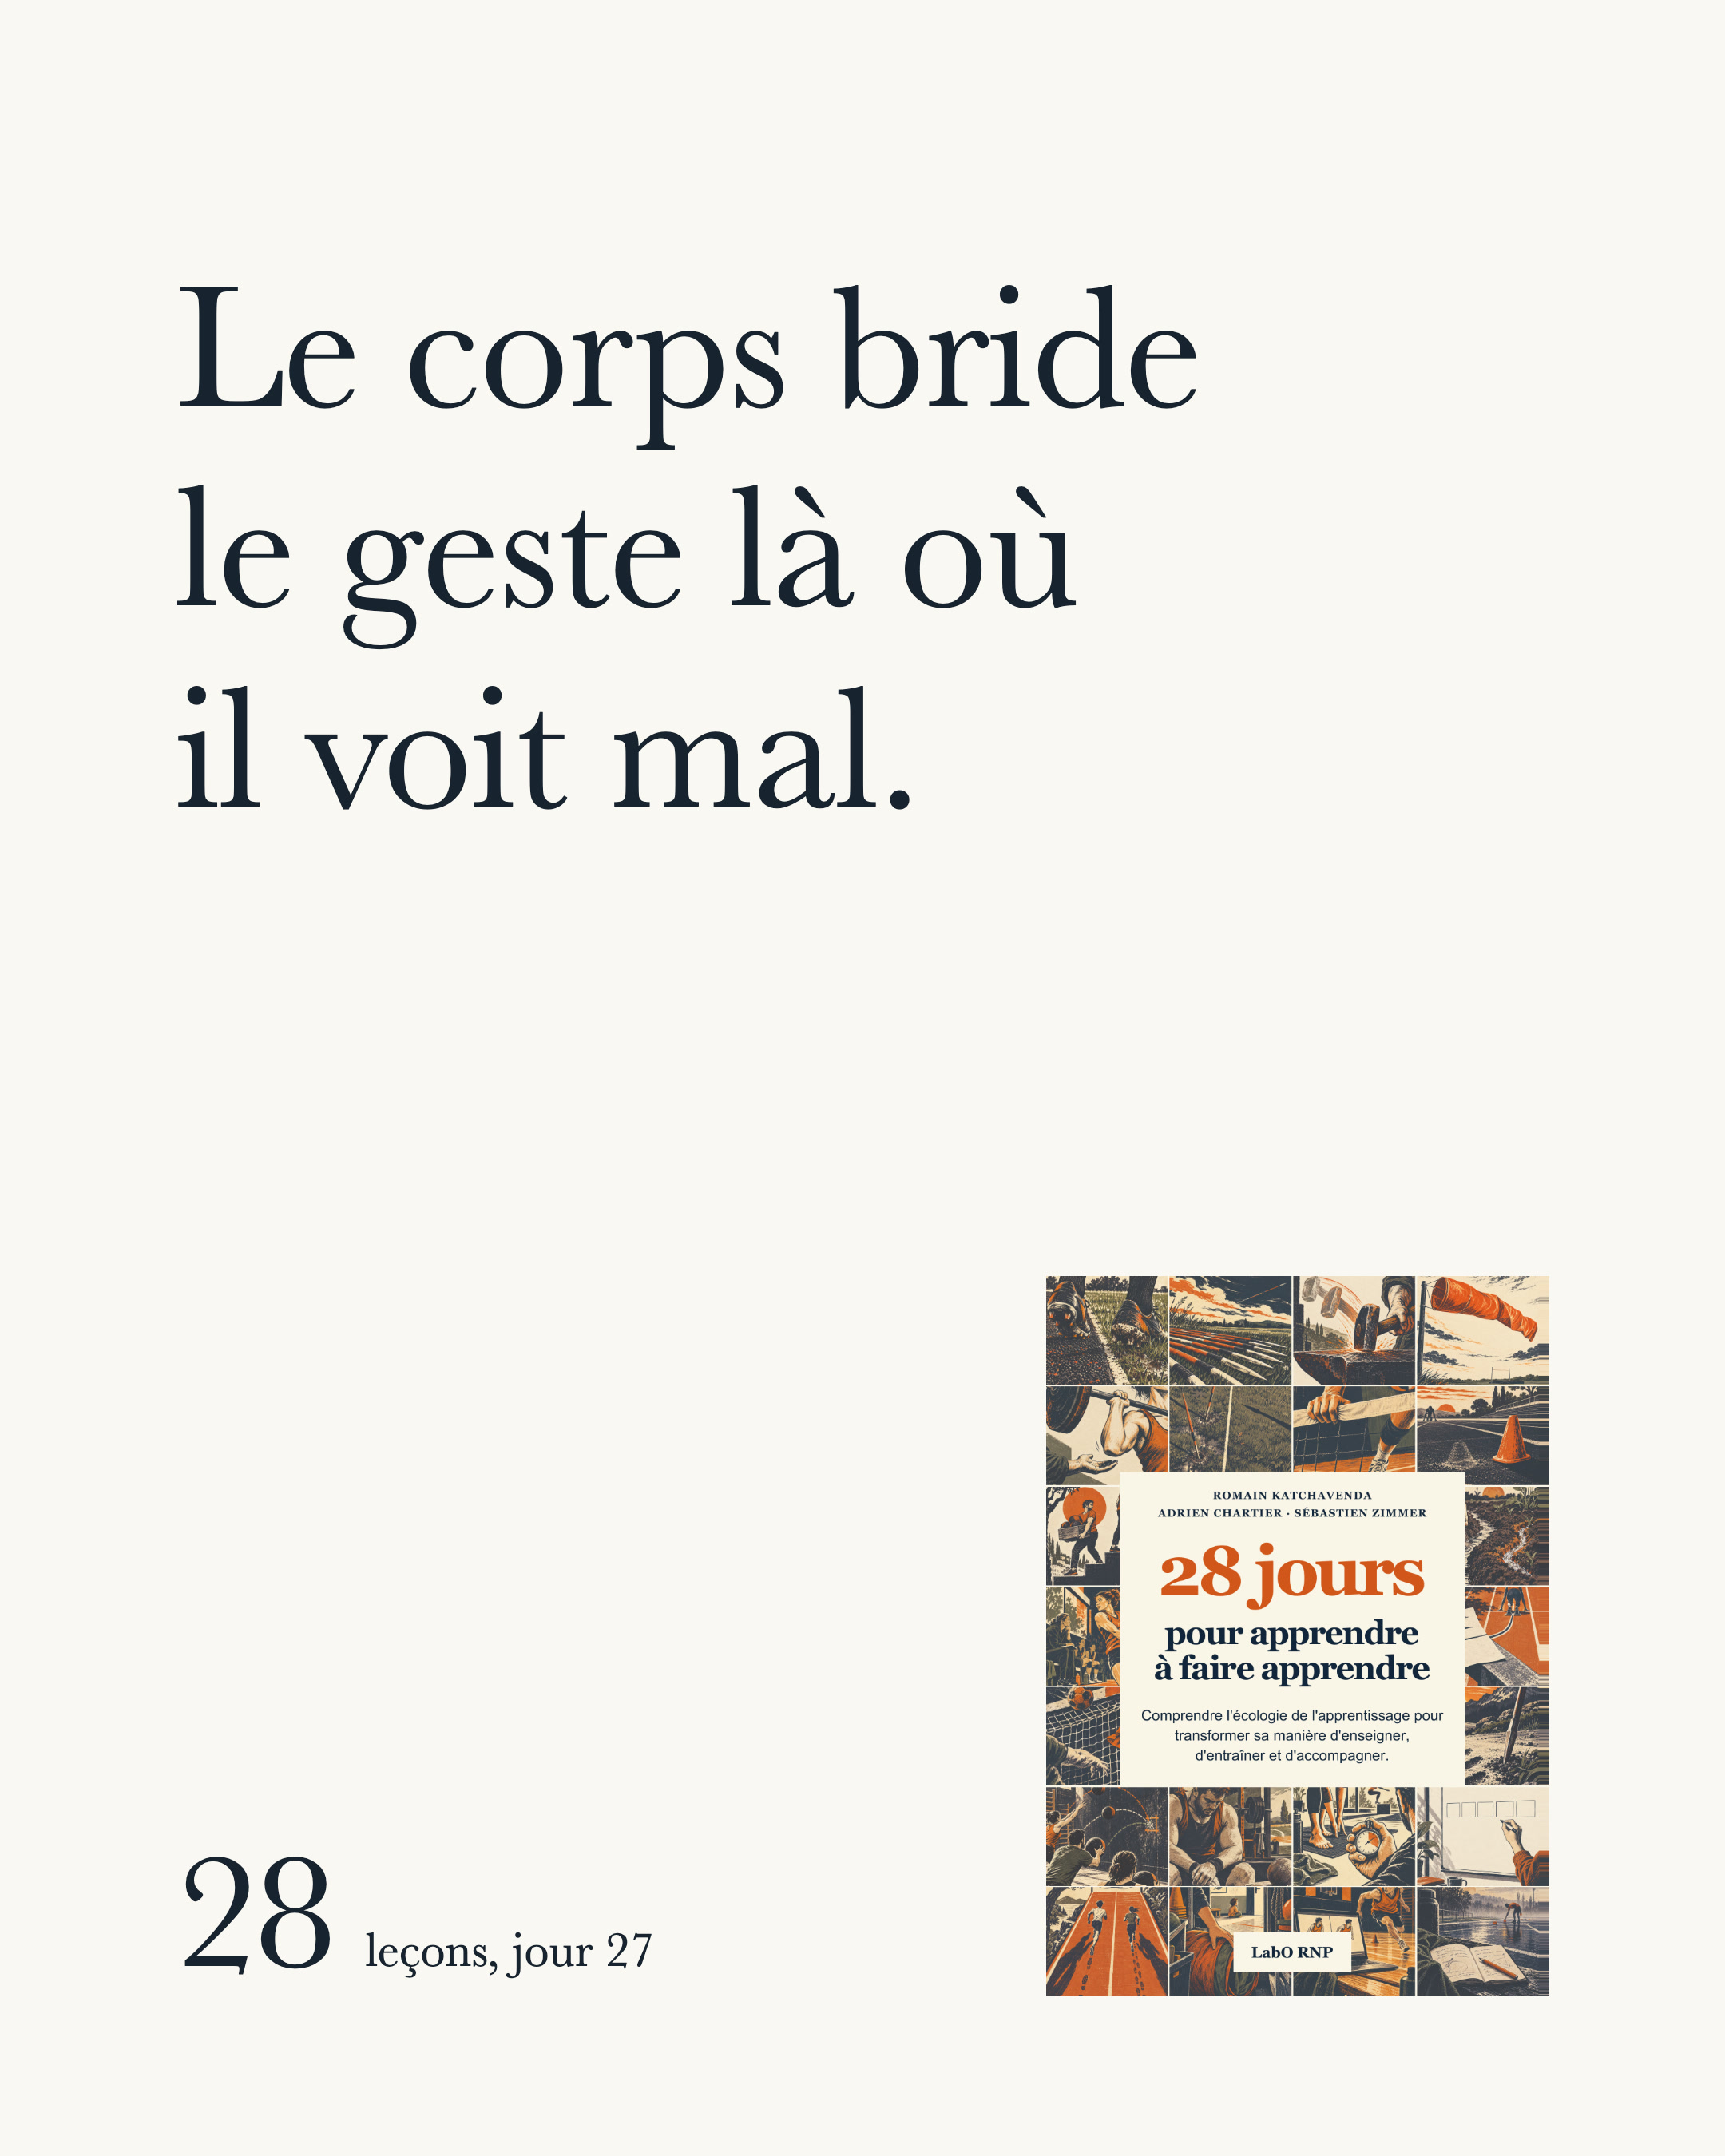 Le corps bride
le geste là où
il voit mal.
ROMAIN KATCHAVENDA
ADRIEN CHARTIER · SÉBASTIEN ZIMMER
28 jours
pour apprendre
à faire apprendre
Comprendre l'écologie de l'apprentissage pour
transformer sa manière d'enseigner,
d'entraîner et d'accompagner.
LabO RNP
28 leçons, jour 27